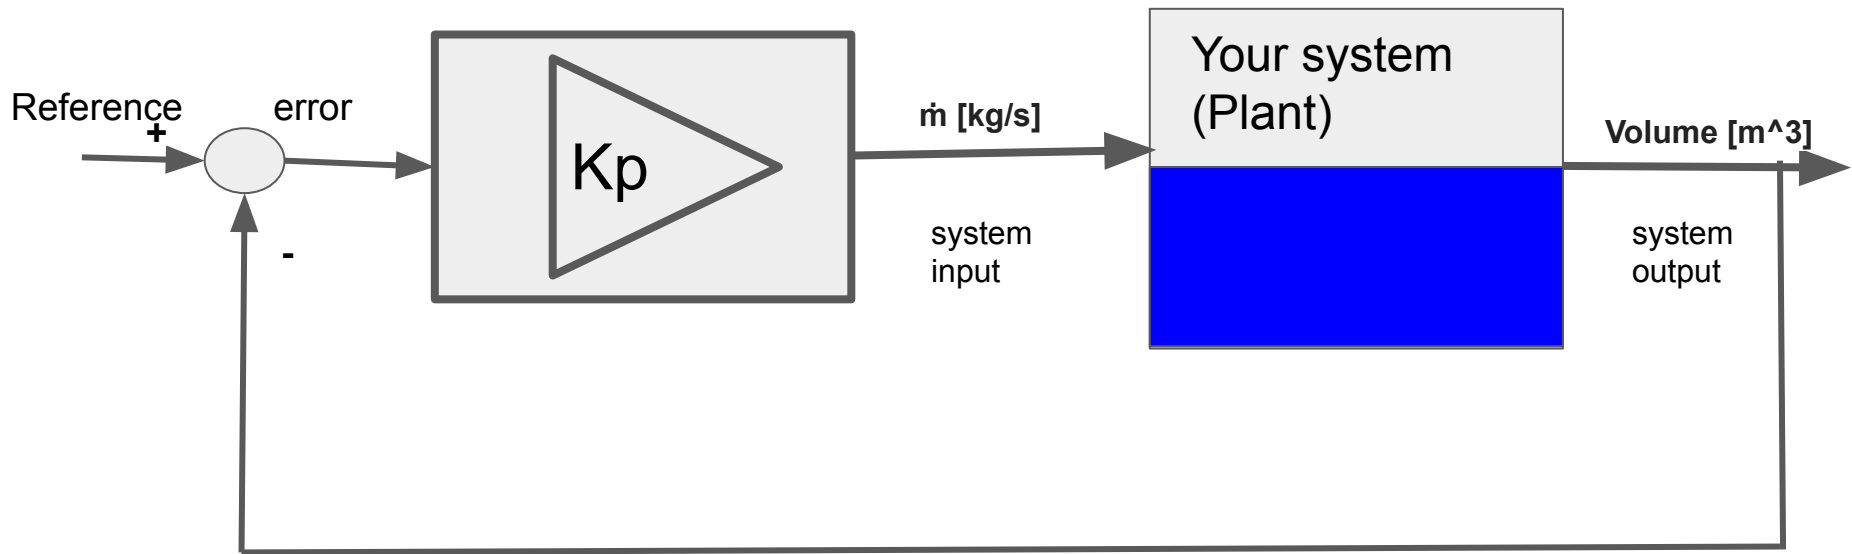 Reference
+
error
-
Kp
ṁ [kg/s]
system
input
Your system
(Plant)
Volume [m^3]
system
output